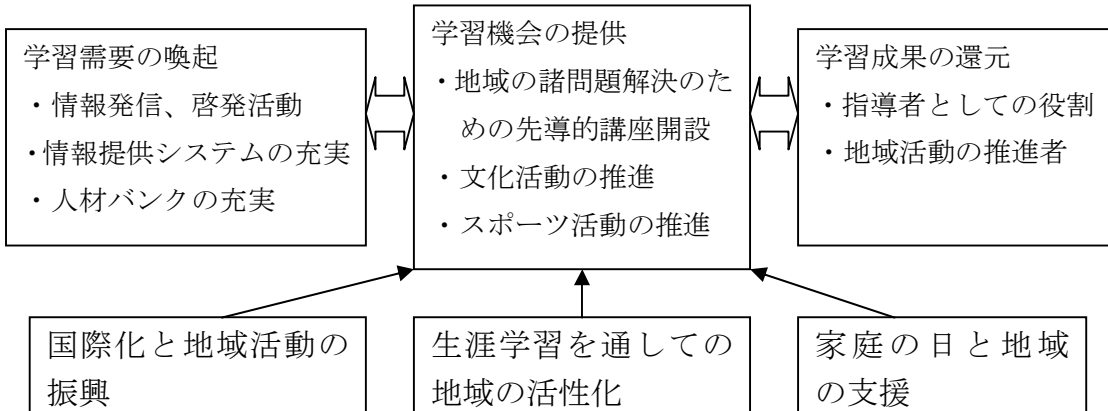 学習需要の喚起
・情報発信、啓発活動
・情報提供システムの充実
・人材バンクの充実
学習機会の提供
・地域の諸問題解決のた
めの先導的講座開設
・文化活動の推進
・スポーツ活動の推進
学習成果の還元
・指導者としての役割
・地域活動の推進者
国際化と地域活動の
振興
生涯学習を通しての
地域の活性化
家庭の日と地域
の支援